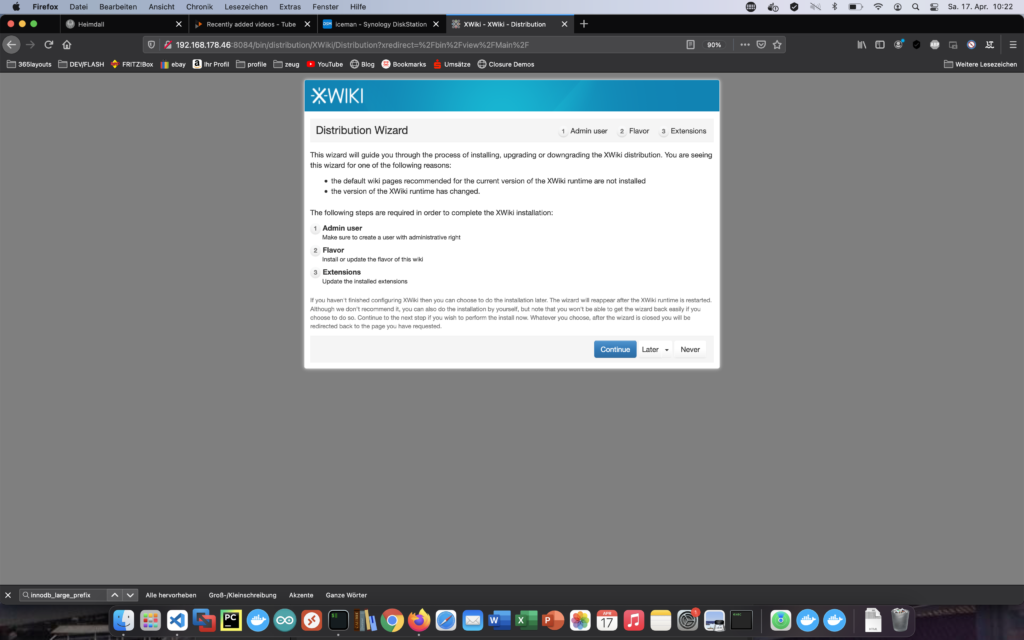 Firefox Datei Bearbeiten Ansicht Chronik Lesezeichen Extras Fenster Hilfe Sa. 17. Apr. 10:22
Heimdall Recently added videos - Tube iceman - Synology DiskStation XWiki - XWiki - Distribution
192.168.178.46:8084/bin/distribution/XWiki/Distribution?xredirect=%2Fbin%2Fview%2FMain%2F 90%
365layouts DEV/FLASH FRITZ!Box ebay Ihr Profil profile zeug YouTube Blog Bookmarks Umsätze Closure Demos Weitere Lesezeichen
XWIKI
Distribution Wizard 1 Admin user 2 Flavor 3 Extensions
This wizard will guide you through the process of installing, upgrading or downgrading the XWiki distribution. You are seeing
this wizard for one of the following reasons:
• the default wiki pages recommended for the current version of the XWiki runtime are not installed
• the version of the XWiki runtime has changed.
The following steps are required in order to complete the XWiki installation:
1 Admin user
Make sure to create a user with administrative right
2 Flavor
Install or update the flavor of this wiki
3 Extensions
Update the installed extensions
If you haven't finished configuring XWiki then you can choose to do the installation later. The wizard will reappear after the XWiki runtime is restarted.
Although we don't recommend it, you can also do the installation by yourself, but note that you won't be able to get the wizard back easily if you
choose to do so. Continue to the next step if you wish to perform the install now. Whatever you choose, after the wizard is closed you will be
redirected back to the page you have requested.
Continue Later Never
innodb_large_prefix Alle hervorheben Groß-/Kleinschreibung Akzente Ganze Wörter
PC W X P APR 17 1